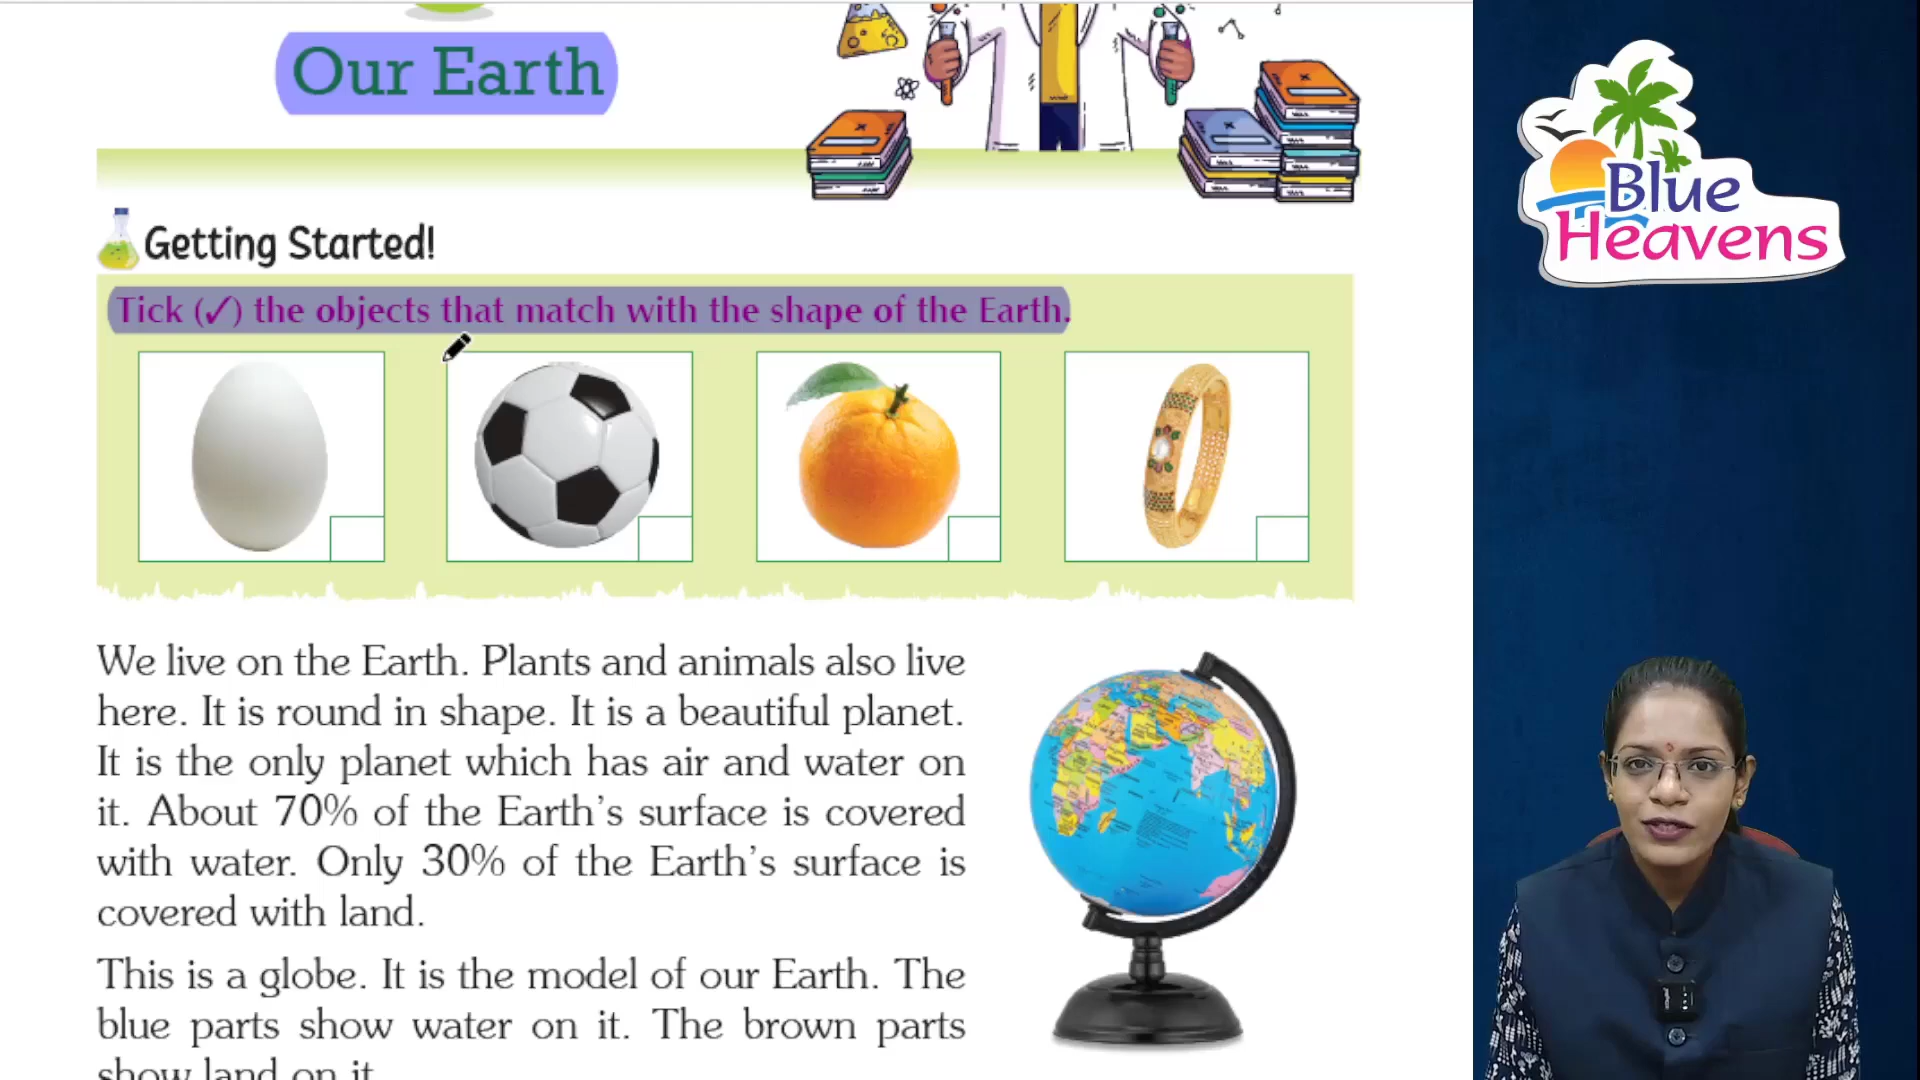 Our Earth
Getting Started!
Tick (✓) the objects that match with the shape of the Earth.
We live on the Earth. Plants and animals also live
here. It is round in shape. It is a beautiful planet.
It is the only planet which has air and water on
it. About 70% of the Earth's surface is covered
with water. Only 30% of the Earth's surface is
covered with land.
This is a globe. It is the model of our Earth. The
blue parts show water on it. The brown parts
show land on it.
Blue
Heavens